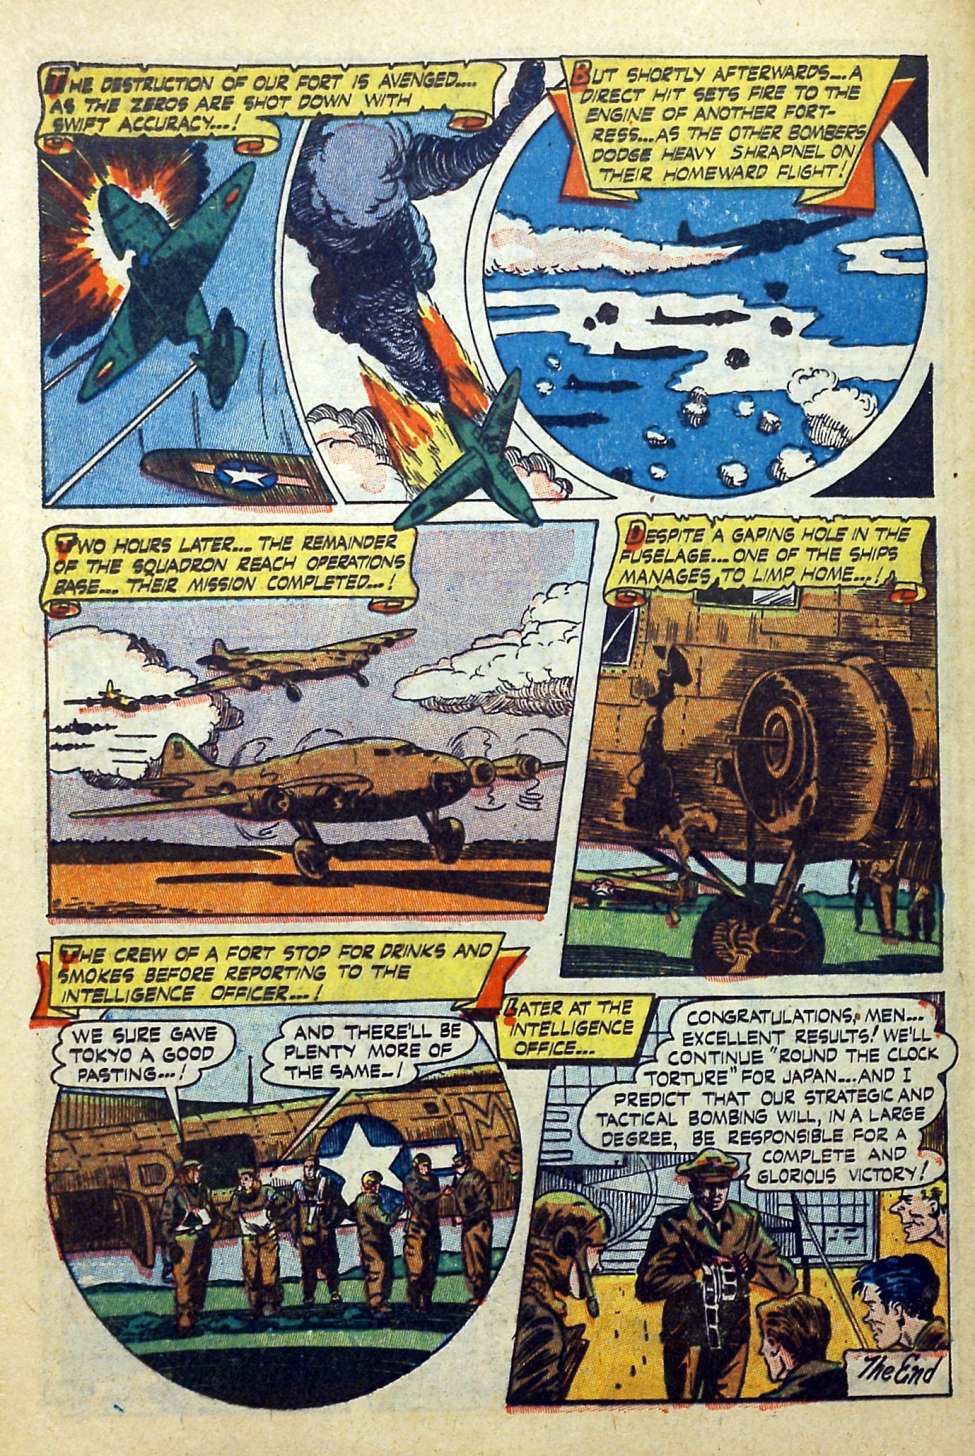 THE DESTRUCTION OF OUR FORT IS AVENGED....
AS THE ZEROS ARE SHOT DOWN WITH
SWIFT ACCURACY...!
BUT SHORTLY AFTERWARDS....A
DIRECT HIT SETS FIRE TO THE
ENGINE OF ANOTHER FORT-
RESS...AS THE OTHER BOMBERS
DODGE HEAVY SHRAPNEL ON
THEIR HOMEWARD FLIGHT!
TWO HOURS LATER... THE REMAINDER
OF THE SQUADRON REACH OPERATIONS
BASE.... THEIR MISSION COMPLETED...!
DESPITE A GAPING HOLE IN THE
FUSELAGE....ONE OF THE SHIPS
MANAGES TO LIMP HOME...!
THE CREW OF A FORT STOP FOR DRINKS AND
SMOKES BEFORE REPORTING TO THE
INTELLIGENCE OFFICER...!
WE SURE GAVE
TOKYO A GOOD
PASTING...!
AND THERE'LL BE
PLENTY MORE OF
THE SAME--!
M
LATER AT THE
INTELLIGENCE
OFFICE...
CONGRATULATIONS, MEN...
EXCELLENT RESULTS! WE'LL
CONTINUE "ROUND THE CLOCK
TORTURE" FOR JAPAN....AND I
PREDICT THAT OUR STRATEGIC AND
TACTICAL BOMBING WILL, IN A LARGE
DEGREE, BE RESPONSIBLE FOR A
COMPLETE AND
GLORIOUS VICTORY!
The End